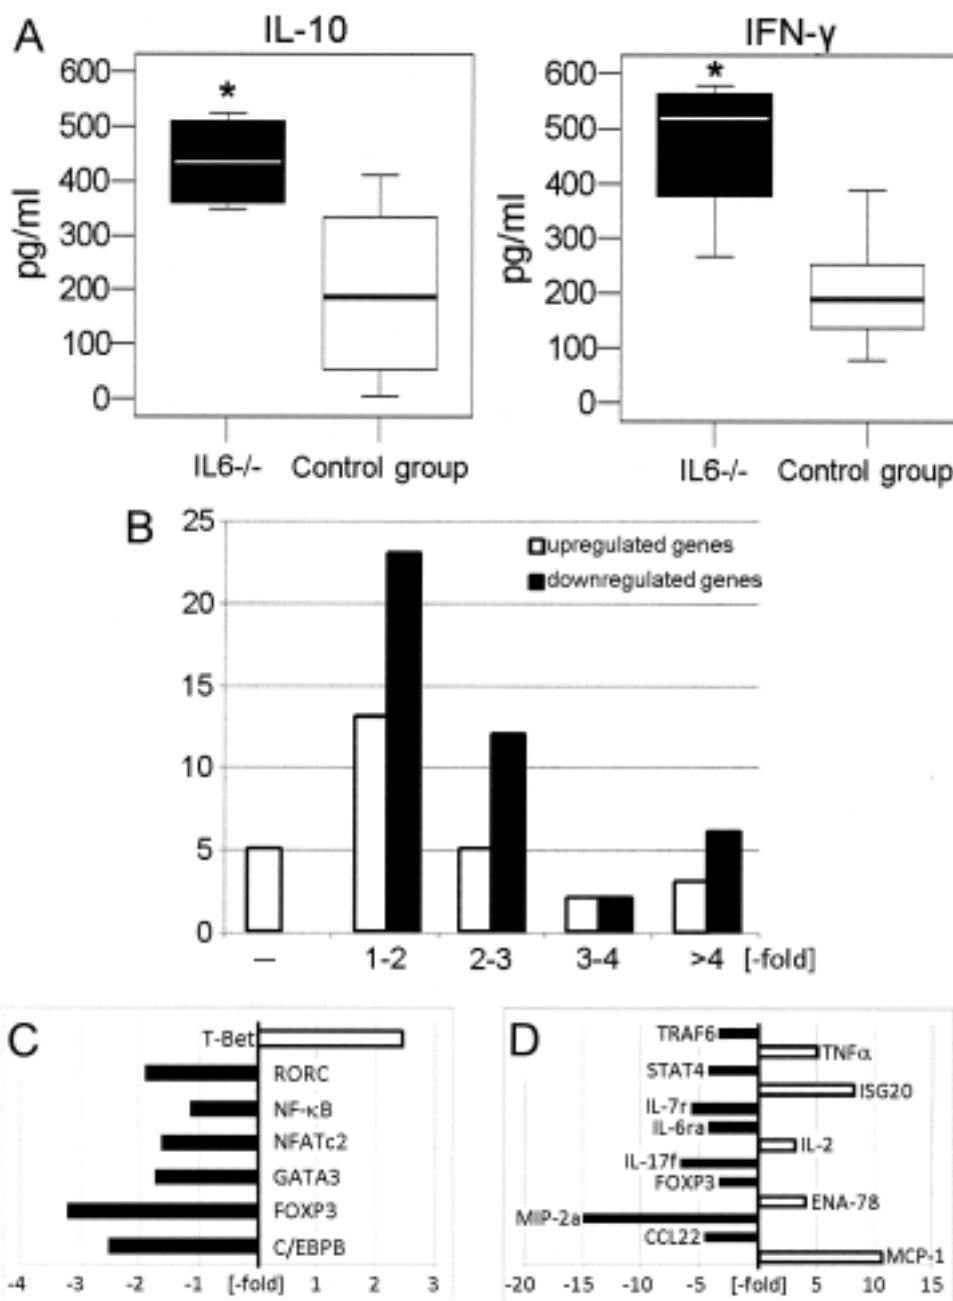 A
IL-10
IFN-γ
*
*
600
500
400
300
200
100
0
pg/ml
IL6-/-
Control group
600
500
400
300
200
100
0
pg/ml
IL6-/-
Control group
B
25
20
15
10
5
0
upregulated genes
downregulated genes
–
1-2
2-3
3-4
>4
[-fold]
C
T-Bet
RORC
NF-κB
NFATc2
GATA3
FOXP3
C/EBPB
-4
-3
-2
-1
[-fold]
1
2
3
D
TRAF6
TNFα
STAT4
ISG20
IL-7r
IL-6ra
IL-2
IL-17f
FOXP3
ENA-78
MIP-2a
CCL22
MCP-1
-20
-15
-10
-5
[-fold]
5
10
15